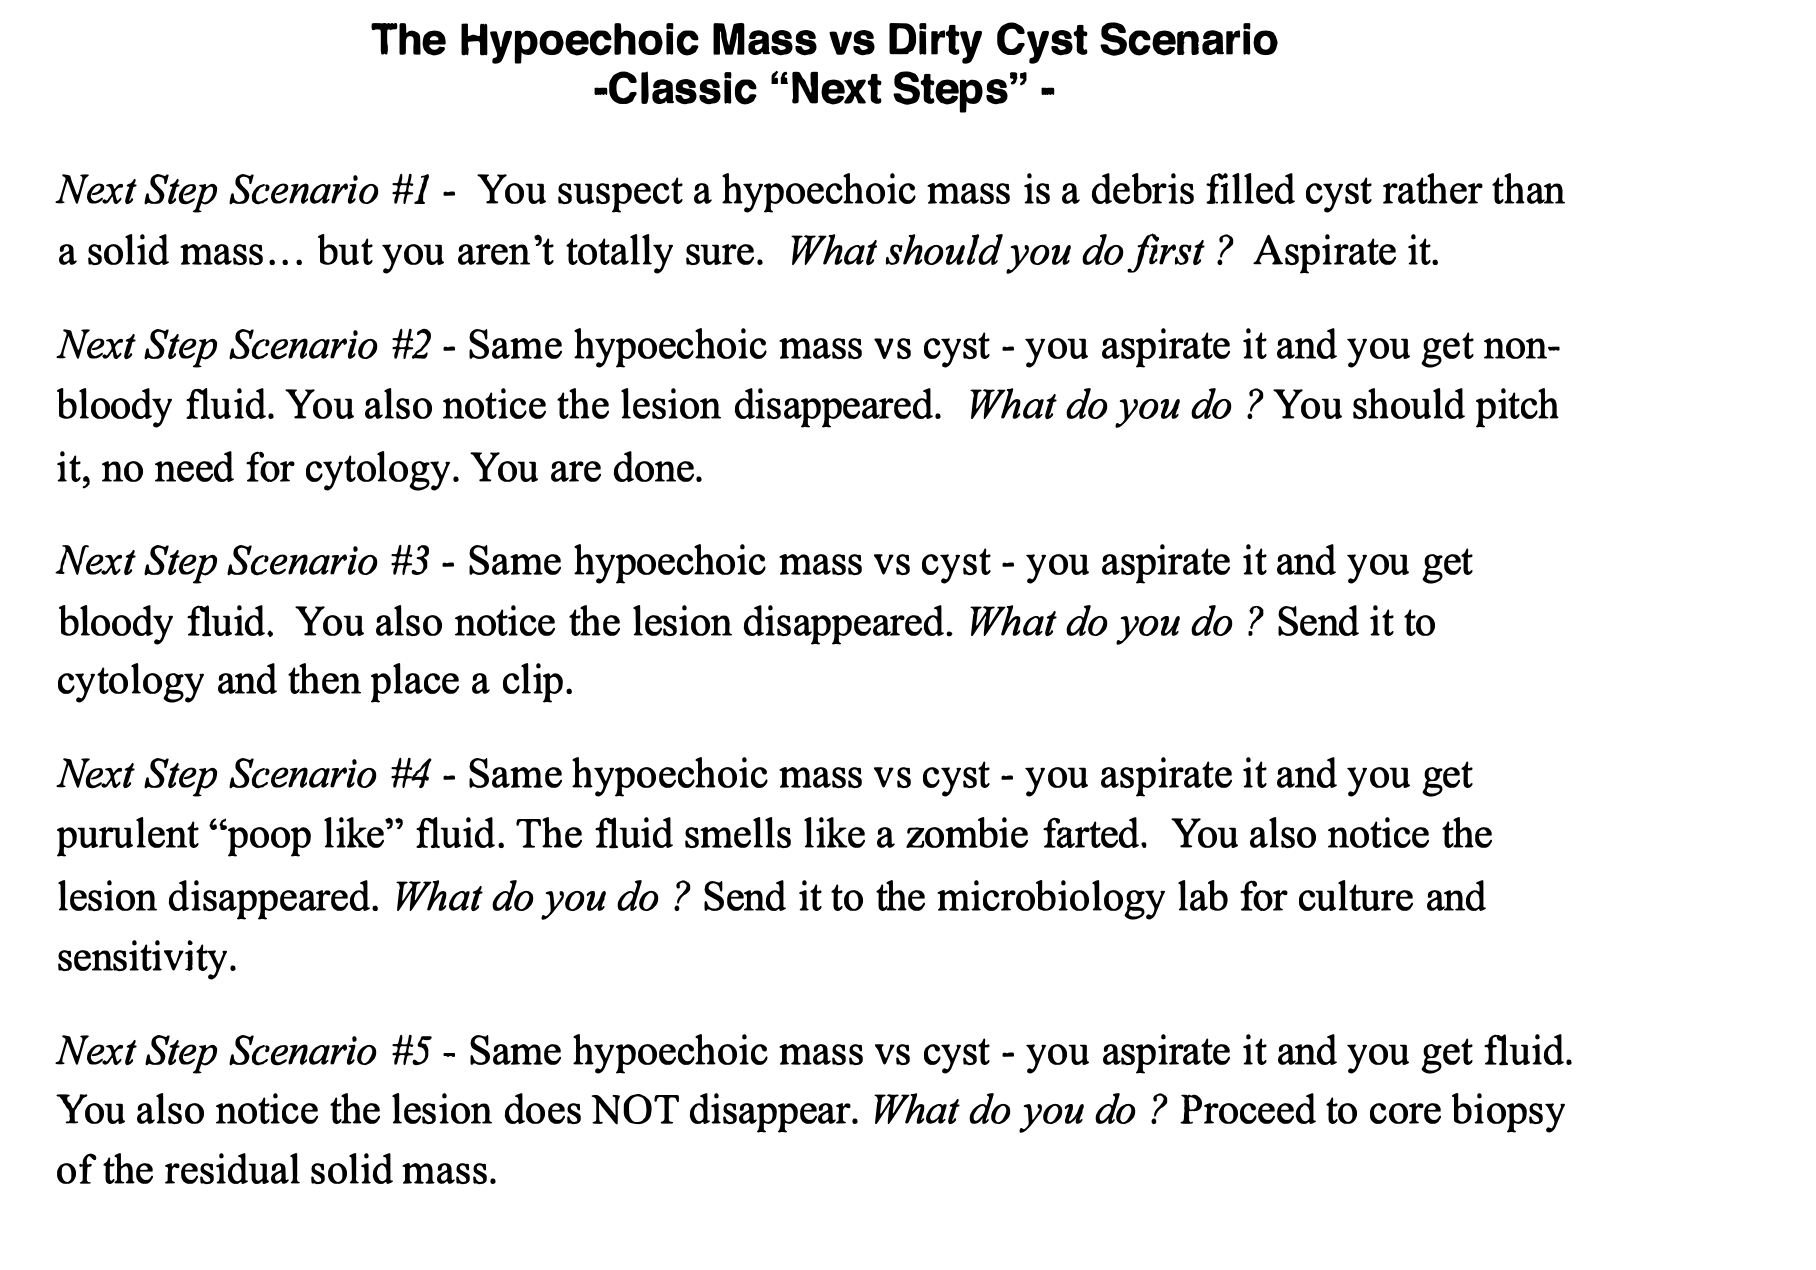 The Hypoechoic Mass vs Dirty Cyst Scenario
-Classic “Next Steps” -
Next Step Scenario #1 - You suspect a hypoechoic mass is a debris filled cyst rather than
a solid mass… but you aren’t totally sure. What should you do first ? Aspirate it.
Next Step Scenario #2 - Same hypoechoic mass vs cyst - you aspirate it and you get non-
bloody fluid. You also notice the lesion disappeared. What do you do ? You should pitch
it, no need for cytology. You are done.
Next Step Scenario #3 - Same hypoechoic mass vs cyst - you aspirate it and you get
bloody fluid. You also notice the lesion disappeared. What do you do ? Send it to
cytology and then place a clip.
Next Step Scenario #4 - Same hypoechoic mass vs cyst - you aspirate it and you get
purulent “poop like” fluid. The fluid smells like a zombie farted. You also notice the
lesion disappeared. What do you do ? Send it to the microbiology lab for culture and
sensitivity.
Next Step Scenario #5 - Same hypoechoic mass vs cyst - you aspirate it and you get fluid.
You also notice the lesion does NOT disappear. What do you do ? Proceed to core biopsy
of the residual solid mass.